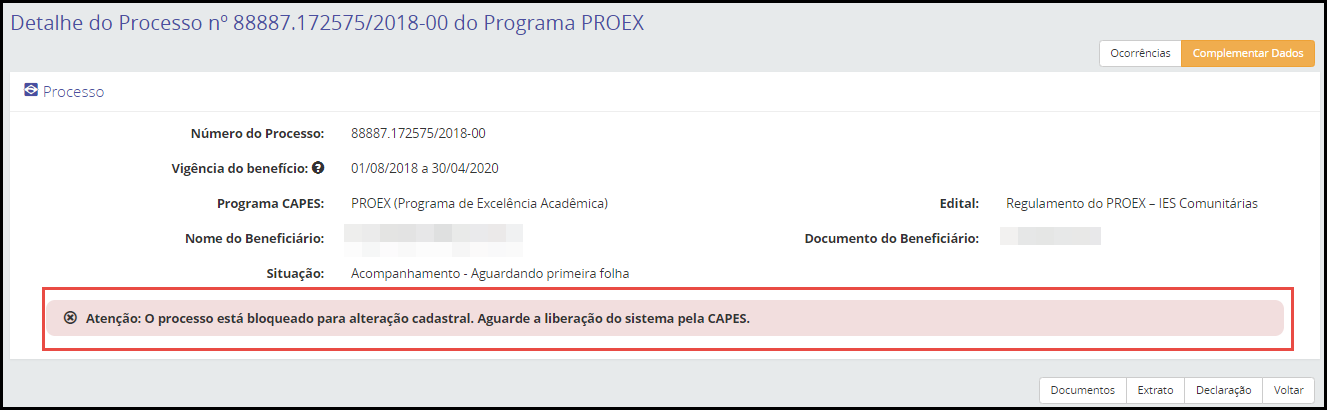 Detalhe do Processo nº 88887.172575/2018-00 do Programa PROEX
Ocorrências Complementar Dados
Processo
Número do Processo: 88887.172575/2018-00
Vigência do benefício: 01/08/2018 a 30/04/2020
Programa CAPES: PROEX (Programa de Excelência Acadêmica) Edital: Regulamento do PROEX – IES Comunitárias
Nome do Beneficiário: Documento do Beneficiário:
Situação: Acompanhamento - Aguardando primeira folha
Atenção: O processo está bloqueado para alteração cadastral. Aguarde a liberação do sistema pela CAPES.
Documentos Extrato Declaração Voltar